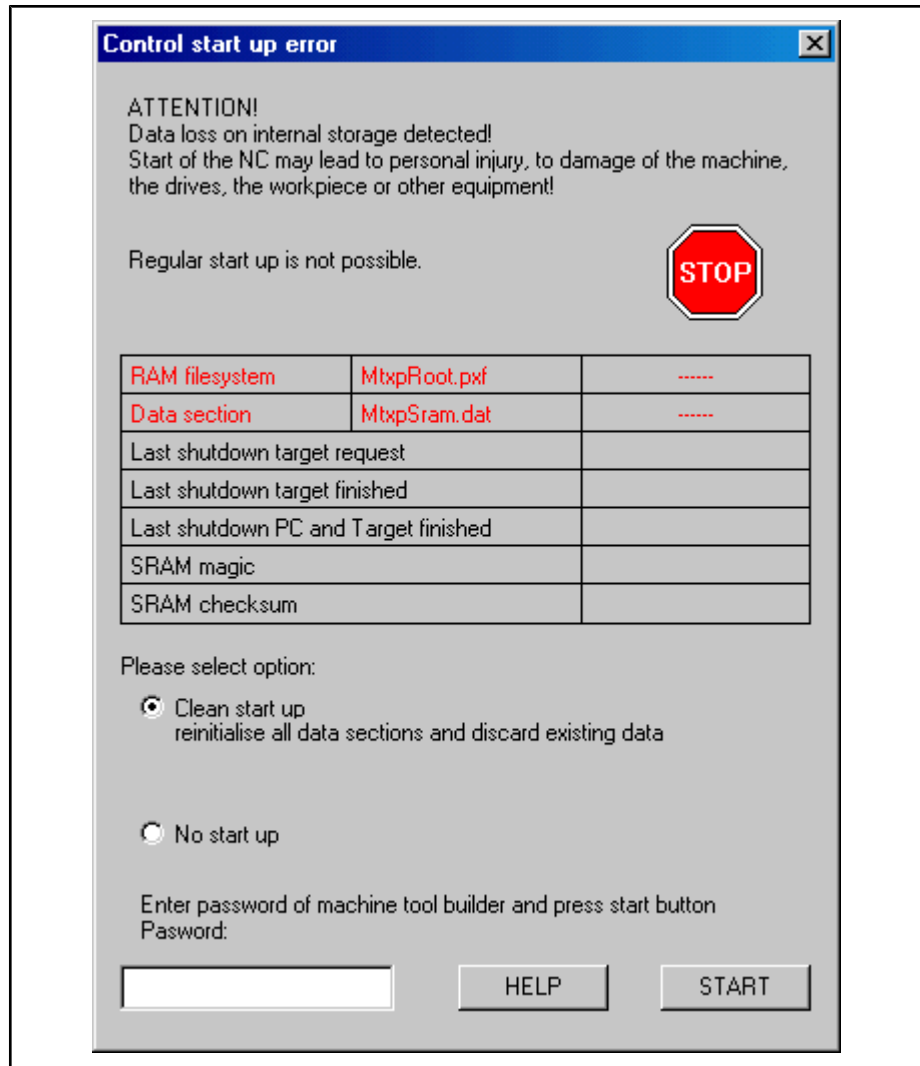 Control start up error
ATTENTION!
Data loss on internal storage detected!
Start of the NC may lead to personal injury, to damage of the machine,
the drives, the workpiece or other equipment!
Regular start up is not possible.
STOP
RAM filesystem MtxpRoot.pxf ------
Data section MtxpSram.dat ------
Last shutdown target request
Last shutdown target finished
Last shutdown PC and Target finished
SRAM magic
SRAM checksum
Please select option:
Clean start up
reinitialise all data sections and discard existing data
No start up
Enter password of machine tool builder and press start button
Pasword:
HELP START